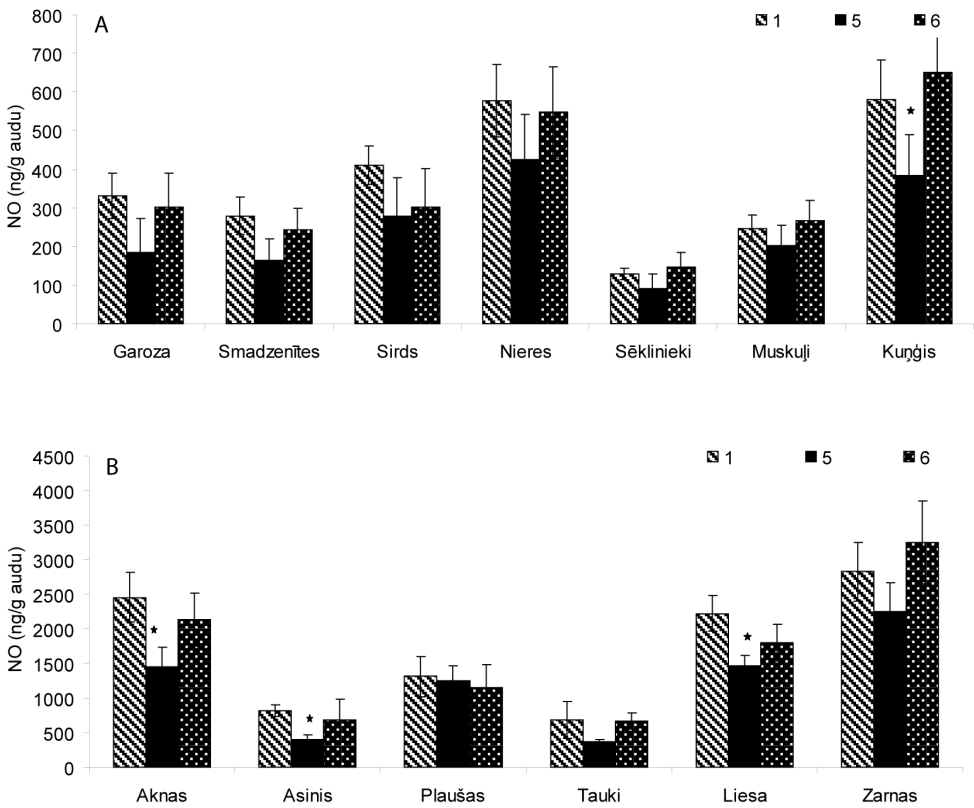 A
1 5 6
NO (ng/g audu)
800
700
600
500
400
300
200
100
0
Garoza Smadzenītes Sirds Nieres Sēklinieki Muskuļi Kuņģis
B
1 5 6
NO (ng/g audu)
4500
4000
3500
3000
2500
2000
1500
1000
500
0
Aknas Asinis Plaušas Tauki Liesa Zarnas